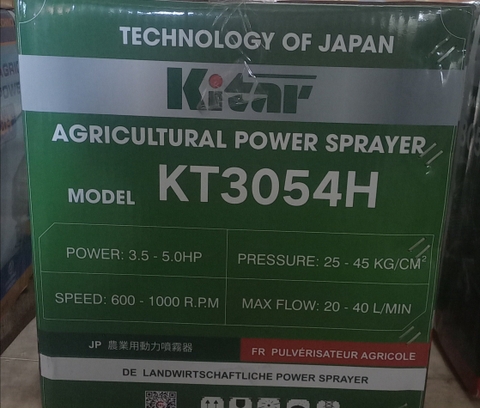 TECHNOLOGY OF JAPAN
Kitar
AGRICULTURAL POWER SPRAYER
MODEL KT3054H
POWER: 3.5 - 5.0HP
PRESSURE: 25 - 45 KG/CM²
SPEED: 600 - 1000 R.P.M
MAX FLOW: 20 - 40 L/MIN
JP 農業用動力噴霧器
FR PULVÉRISATEUR AGRICOLE
DE LANDWIRTSCHAFTLICHE POWER SPRAYER